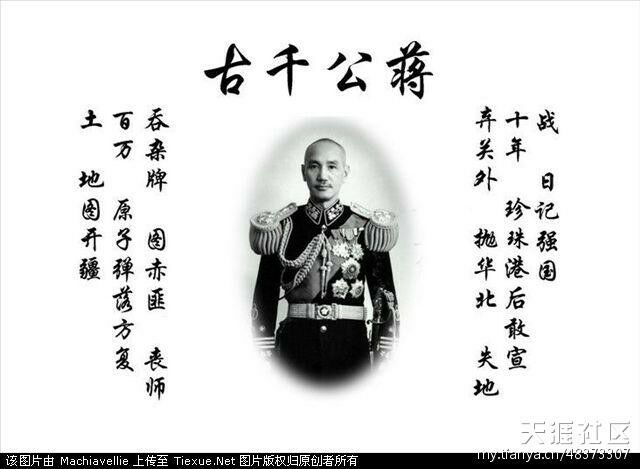 蒋公千古
弃关外 抛华北 失地
十年 珍珠港后敢宣
战 日记强国
吞杂牌 图赤匪 丧师
百万 原子弹落方复
土 地图开疆
天涯社区
my.tianya.cn/48373307
该图片由 Machiavellie 上传至 Tiexue.Net 图片版权归原创者所有